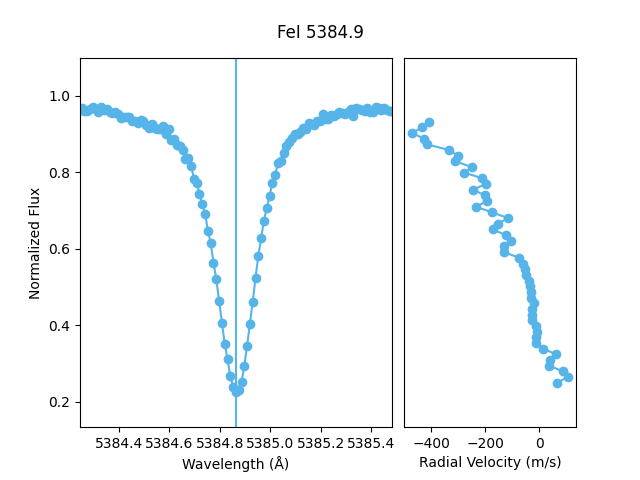 FeI 5384.9
Normalized Flux
1.0
0.8
0.6
0.4
0.2
5384.4 5384.6 5384.8 5385.0 5385.2 5385.4
Wavelength (Å)
−400 −200 0
Radial Velocity (m/s)